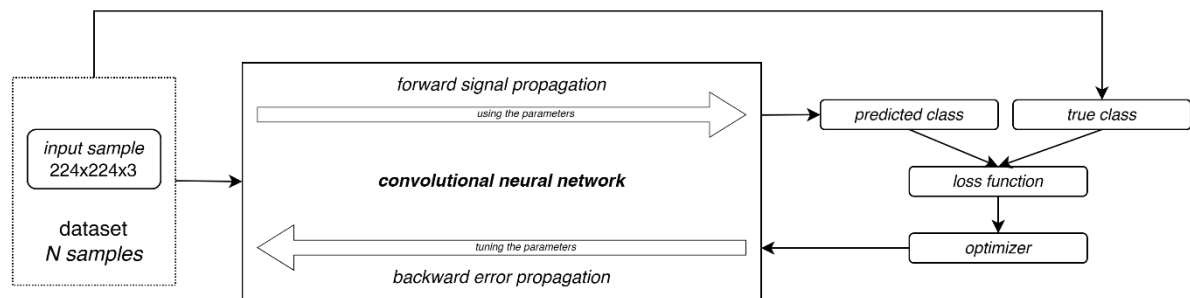 forward signal propagation
using the parameters
predicted class
true class
input sample
224x224x3
convolutional neural network
loss function
dataset
N samples
tuning the parameters
optimizer
backward error propagation